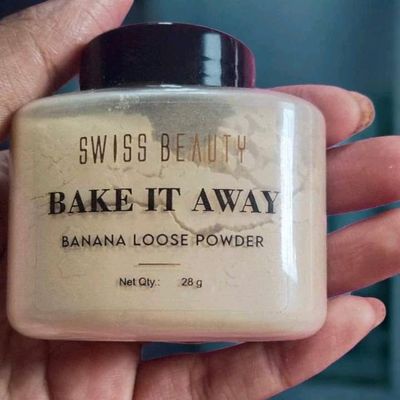 SWISS BEAUTY
BAKE IT AWAY
BANANA LOOSE POWDER
Net Qty.: 28 g